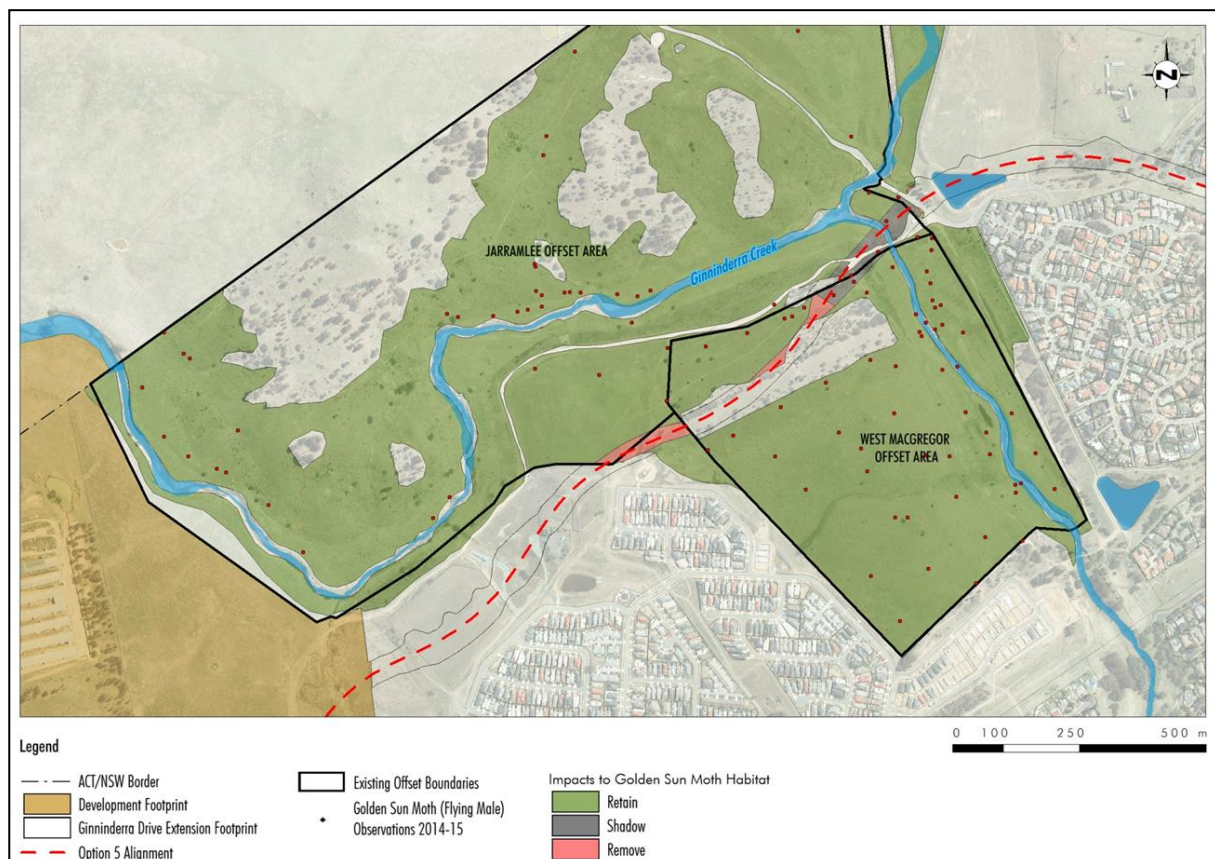 N
JARRAMLEE OFFSET AREA
Ginninderra Creek
WEST MACGREGOR
OFFSET AREA
0 100 250 500 m
Legend
ACT/NSW Border
Development Footprint
Ginninderra Drive Extension Footprint
Option 5 Alignment
Existing Offset Boundaries
Golden Sun Moth (Flying Male)
Observations 2014-15
Impacts to Golden Sun Moth Habitat
Retain
Shadow
Remove